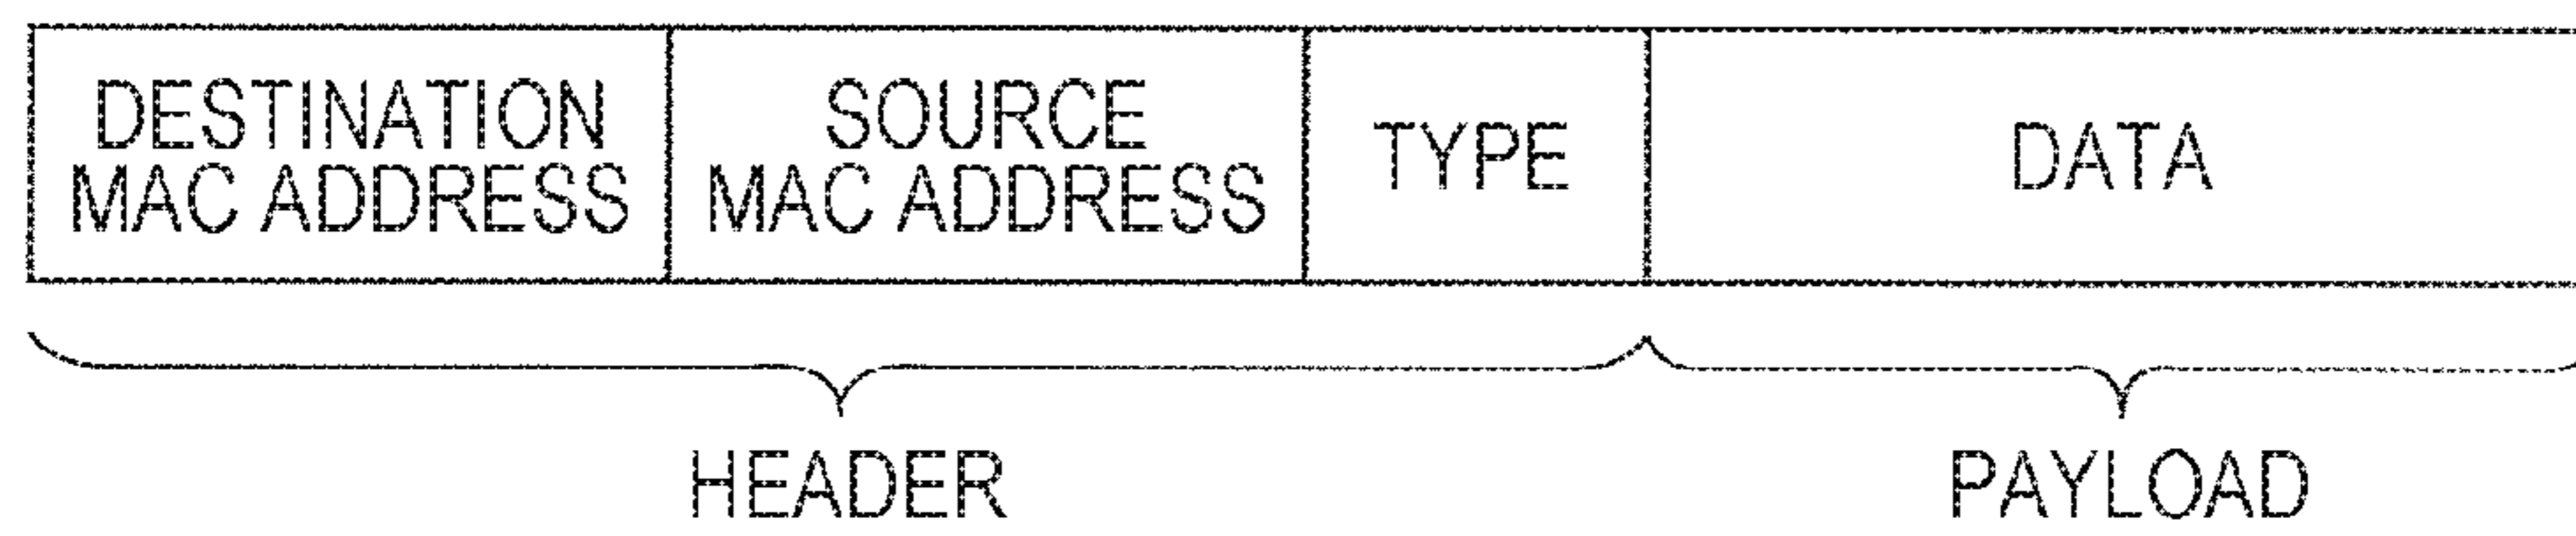 DESTINATION
MAC ADDRESS
SOURCE
MAC ADDRESS
TYPE
DATA
HEADER
PAYLOAD